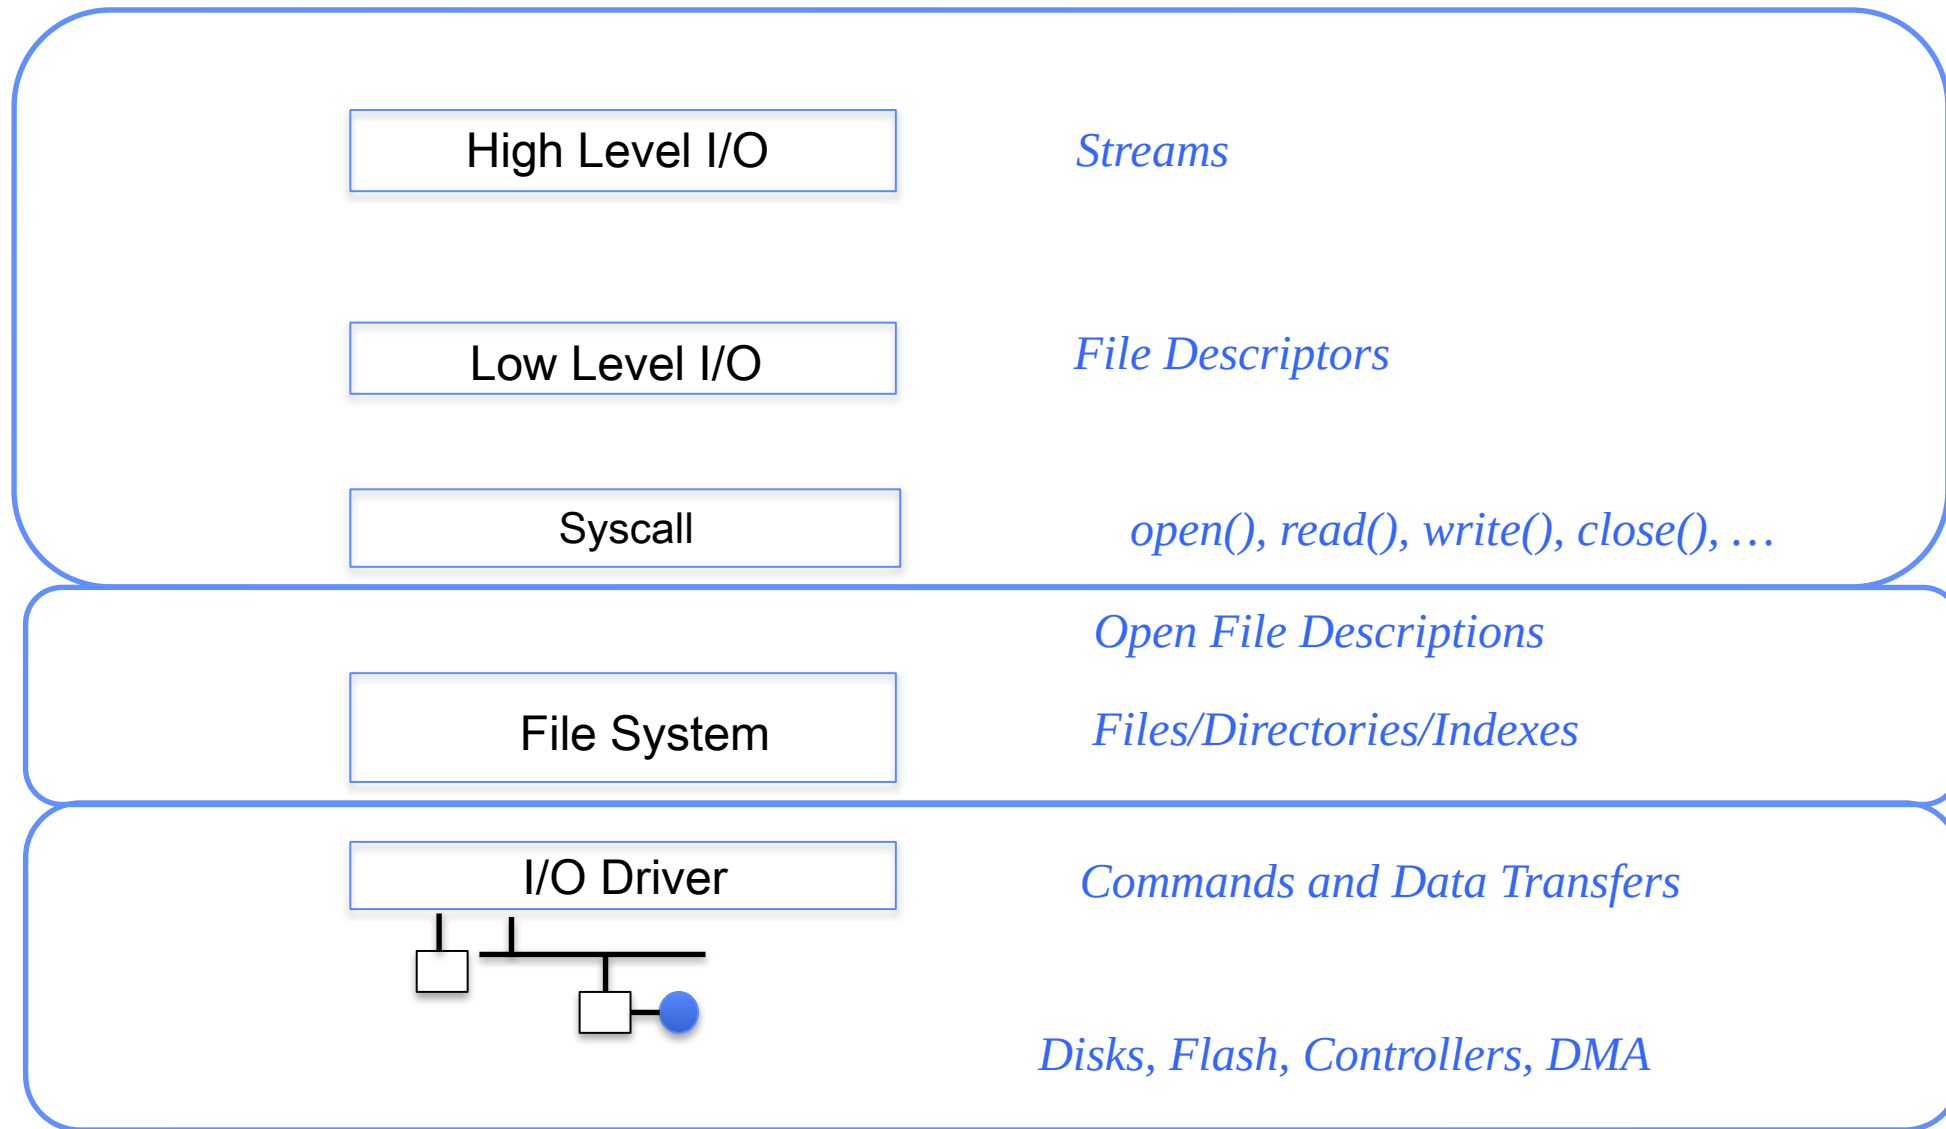 High Level I/O
Streams
Low Level I/O
File Descriptors
Syscall
open(), read(), write(), close(), …
Open File Descriptions
File System
Files/Directories/Indexes
I/O Driver
Commands and Data Transfers
Disks, Flash, Controllers, DMA